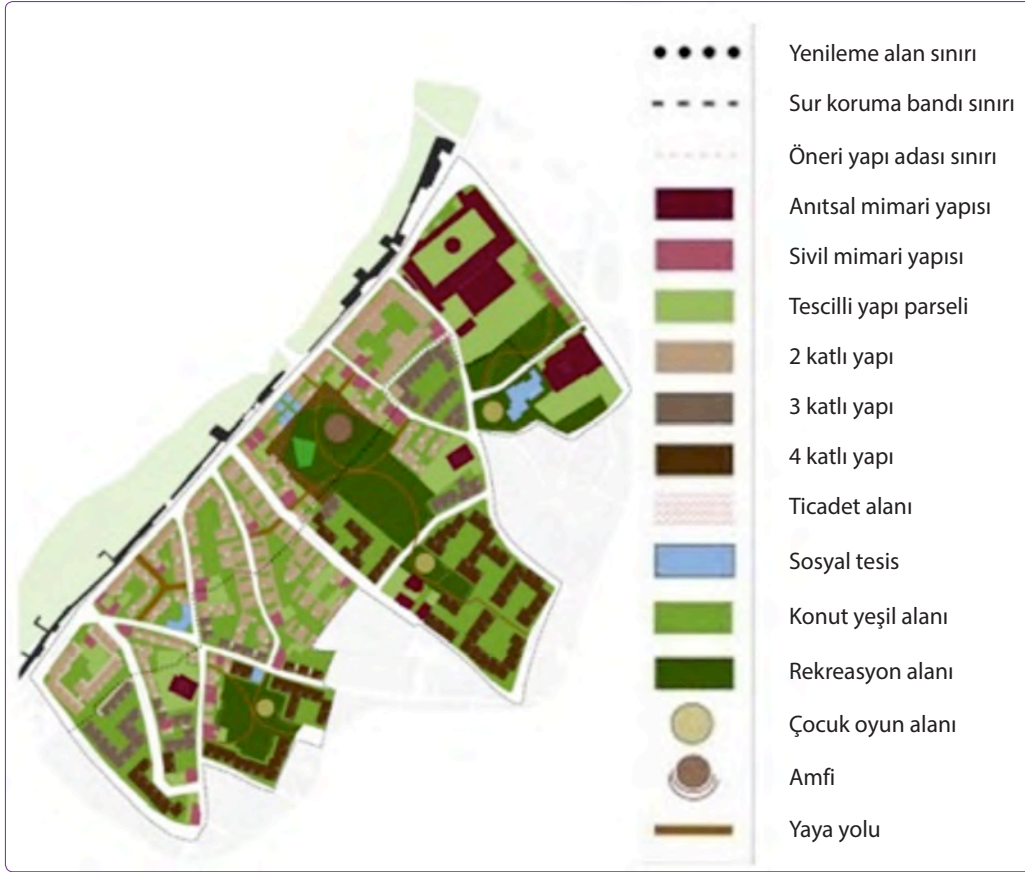 Yenileme alan sınırı
Sur koruma bandı sınırı
Öneri yapı adası sınırı
Anıtsal mimari yapısı
Sivil mimari yapısı
Tescilli yapı parseli
2 katlı yapı
3 katlı yapı
4 katlı yapı
Ticadet alanı
Sosyal tesis
Konut yeşil alanı
Rekreasyon alanı
Çocuk oyun alanı
Amfi
Yaya yolu